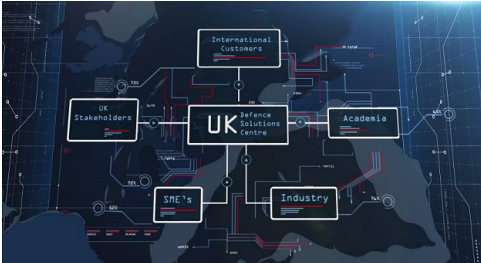 International
Customers
UK
Stakeholders
UK
Defence
Solutions
Centre
Academia
SME's
Industry